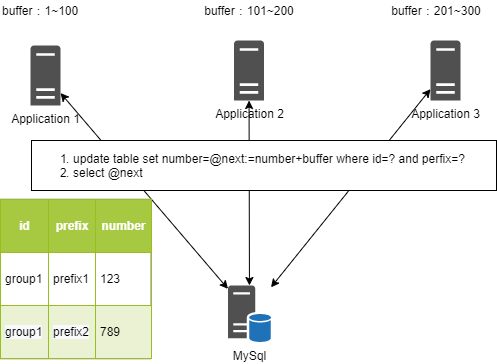 buffer：1~100
buffer：101~200
buffer：201~300
Application 1
Application 2
Application 3
1. update table set number=@next:=number+buffer where id=? and perfix=?
2. select @next
id prefix number
group1 prefix1 123
group1 prefix2 789
MySql